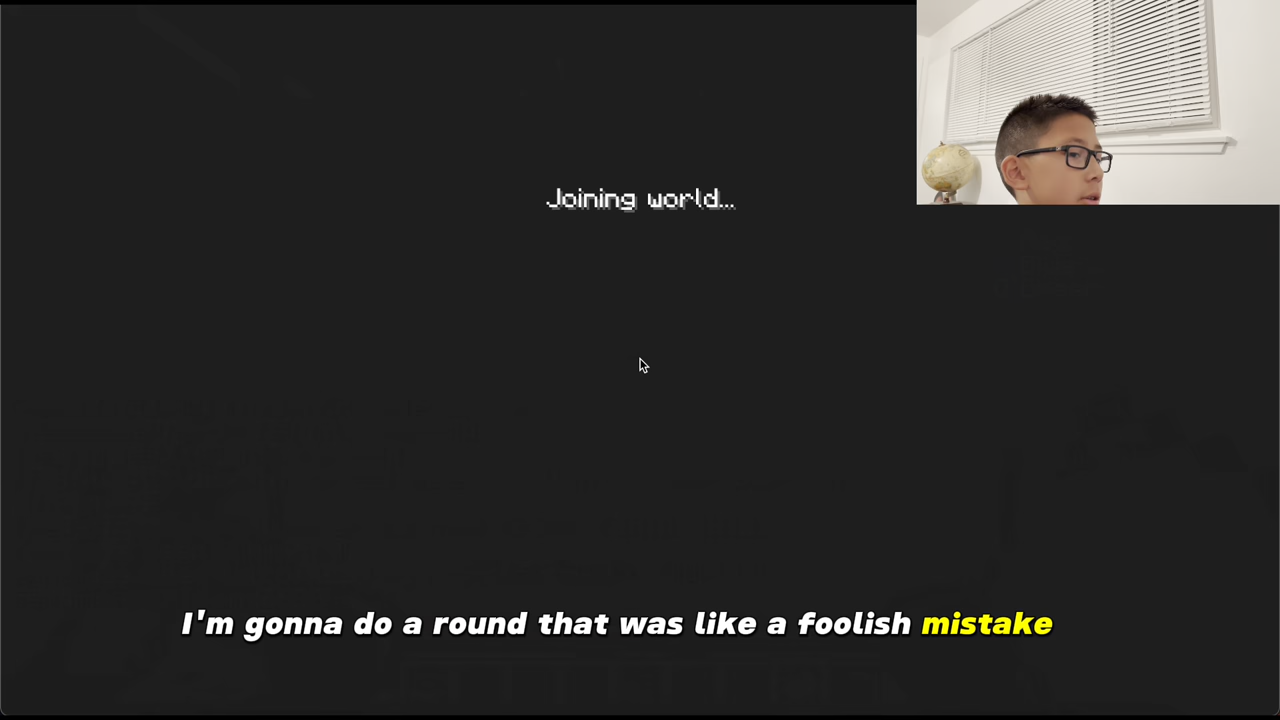 Joining world...
I'm gonna do a round that was like a foolish mistake